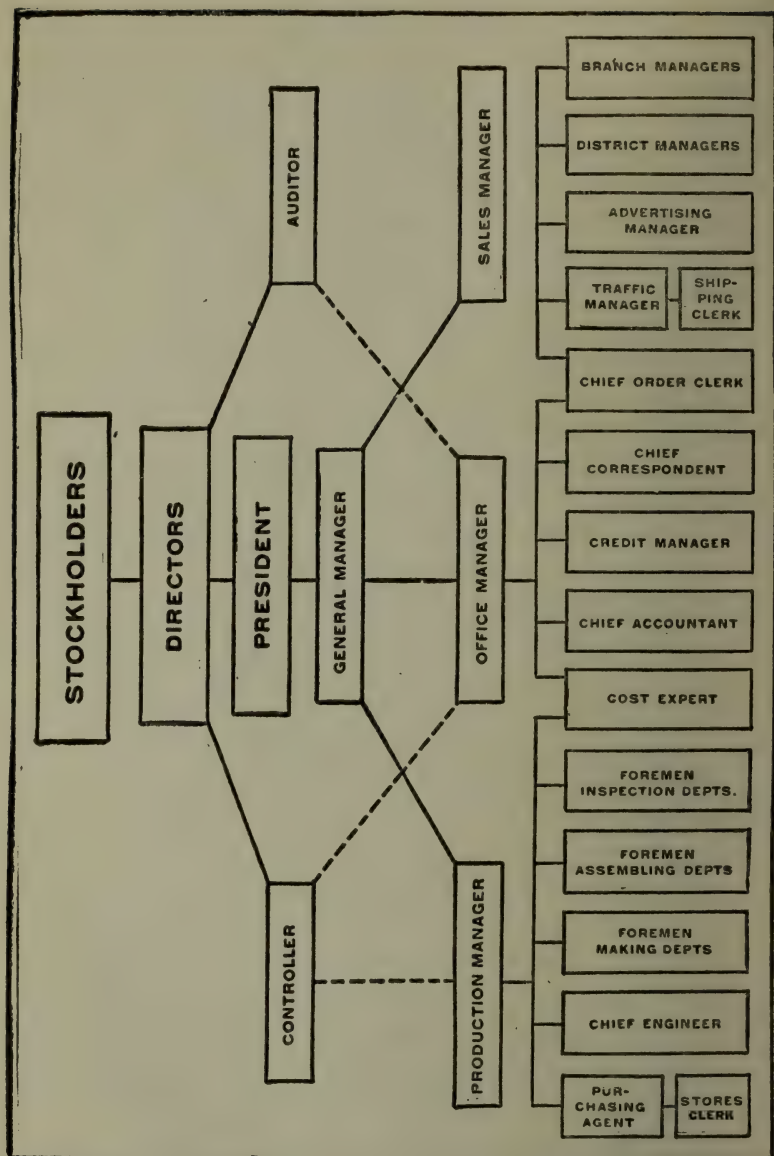 STOCKHOLDERS
DIRECTORS
PRESIDENT
GENERAL MANAGER
CONTROLLER
AUDITOR
PRODUCTION MANAGER
OFFICE MANAGER
SALES MANAGER
BRANCH MANAGERS
DISTRICT MANAGERS
ADVERTISING
MANAGER
TRAFFIC
MANAGER
SHIP-
PING
CLERK
CHIEF ORDER CLERK
CHIEF
CORRESPONDENT
CREDIT MANAGER
CHIEF ACCOUNTANT
COST EXPERT
FOREMEN
INSPECTION DEPTS.
FOREMEN
ASSEMBLING DEPTS
FOREMEN
MAKING DEPTS
CHIEF ENGINEER
PUR-
CHASING
AGENT
STORES
CLERK